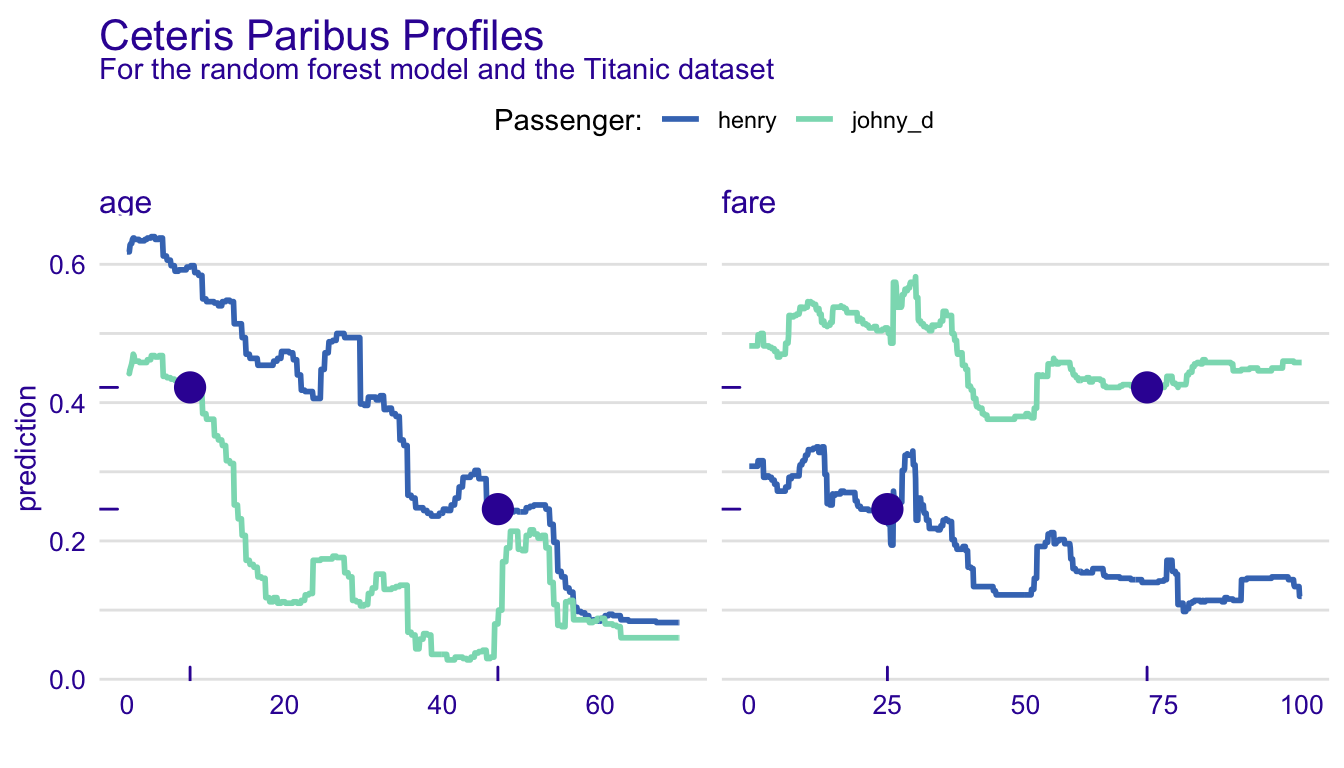 Ceteris Paribus Profiles
For the random forest model and the Titanic dataset
Passenger: henry johny_d
age fare
prediction
0.6
0.4
0.2
0.0
0 20 40 60 0 25 50 75 100